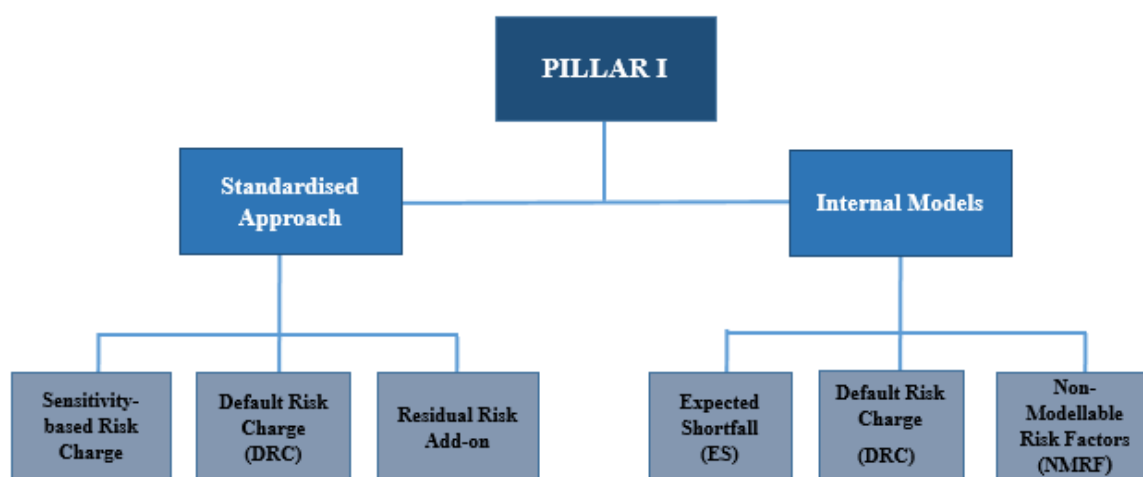 PILLAR I
Standardised
Approach
Internal Models
Sensitivity-
based Risk
Charge
Default Risk
Charge
(DRC)
Residual Risk
Add-on
Expected
Shortfall
(ES)
Default Risk
Charge
(DRC)
Non-
Modellable
Risk Factors
(NMRF)